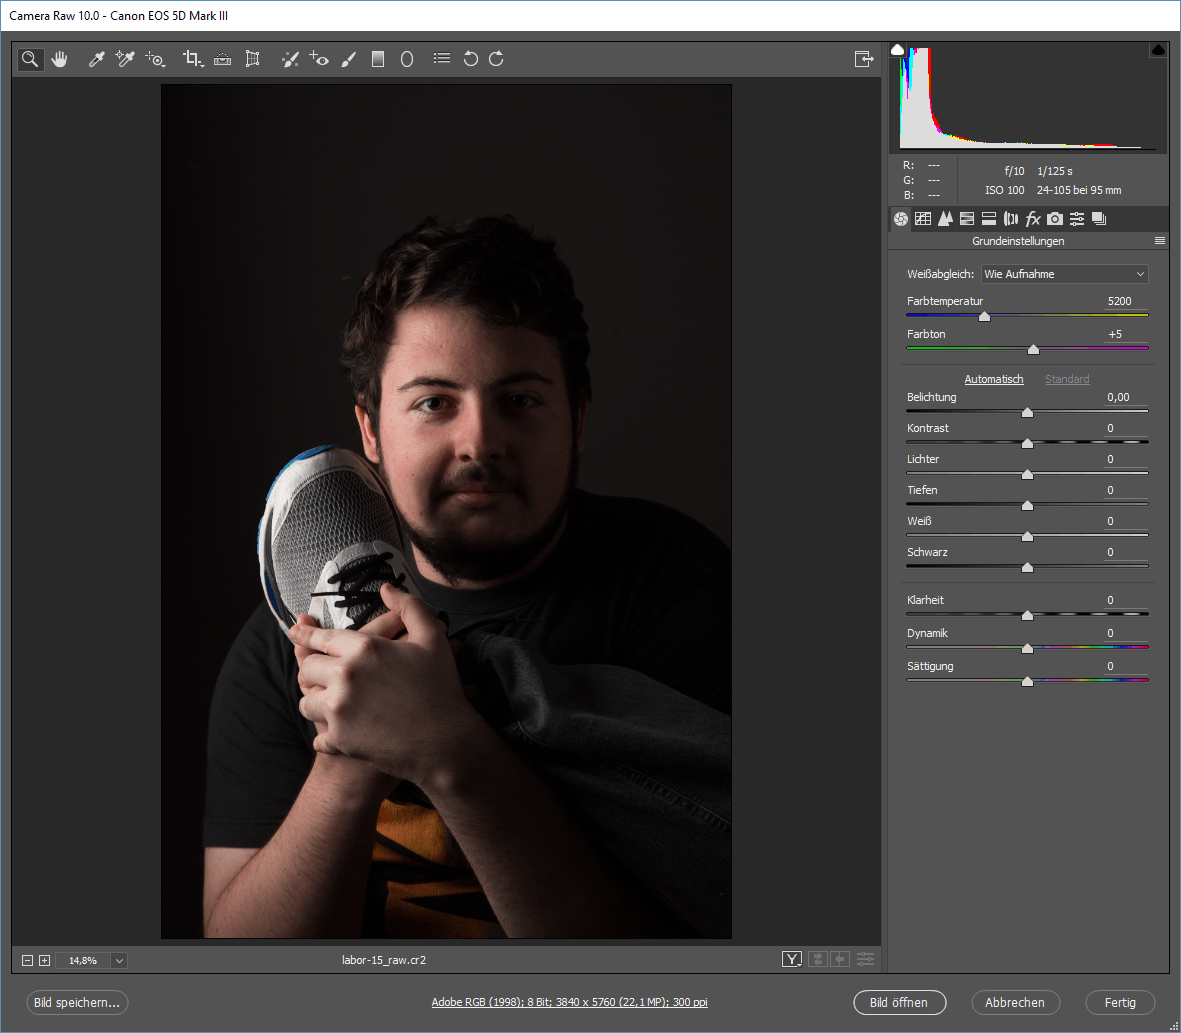 Camera Raw 10.0 - Canon EOS 5D Mark III
R: ---
G: ---
B: ---
f/10 1/125 s
ISO 100 24-105 bei 95 mm
fx
Grundeinstellungen
Weißabgleich: Wie Aufnahme
Farbtemperatur 5200
Farbton +5
Automatisch Standard
Belichtung 0,00
Kontrast 0
Lichter 0
Tiefen 0
Weiß 0
Schwarz 0
Klarheit 0
Dynamik 0
Sättigung 0
14,8% labor-15_raw.cr2 Y
Bild speichern... Adobe RGB (1998); 8 Bit; 3840 x 5760 (22,1 MP); 300 ppi Bild öffnen Abbrechen Fertig